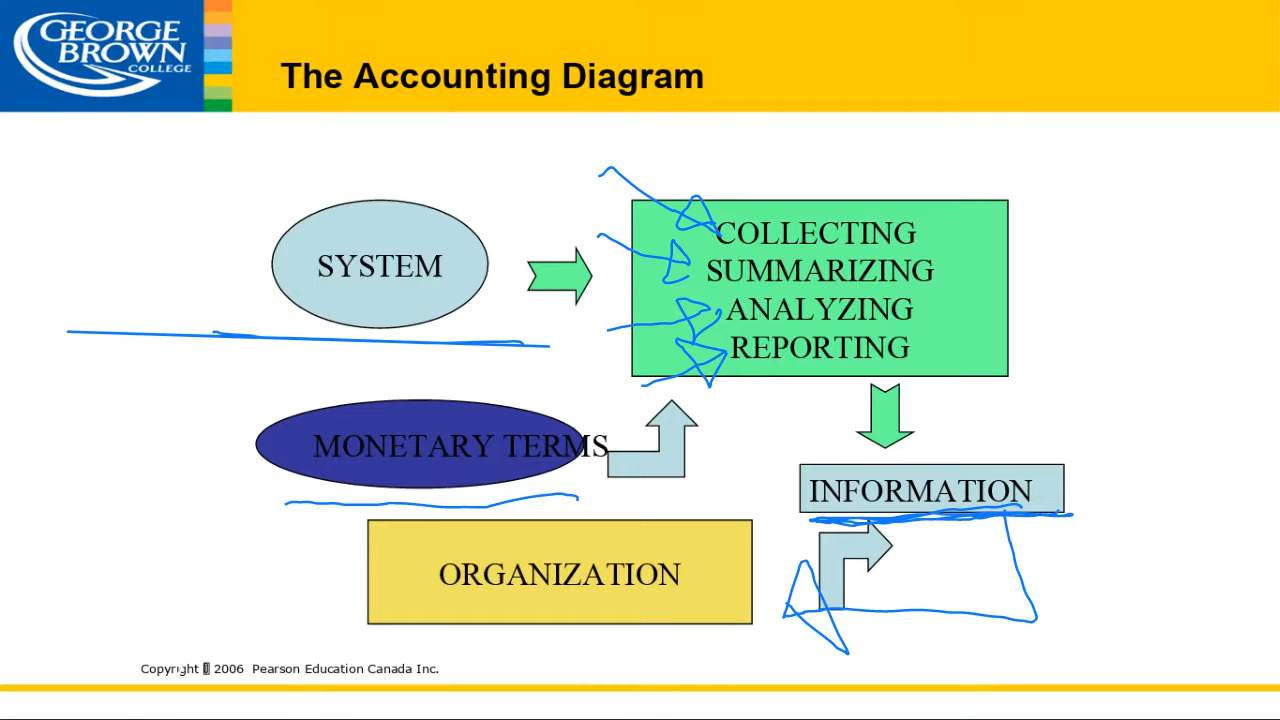 GEORGE
BROWN
COLLEGE
The Accounting Diagram
SYSTEM
COLLECTING
SUMMARIZING
ANALYZING
REPORTING
MONETARY TERMS
INFORMATION
ORGANIZATION
Copyright 2006 Pearson Education Canada Inc.